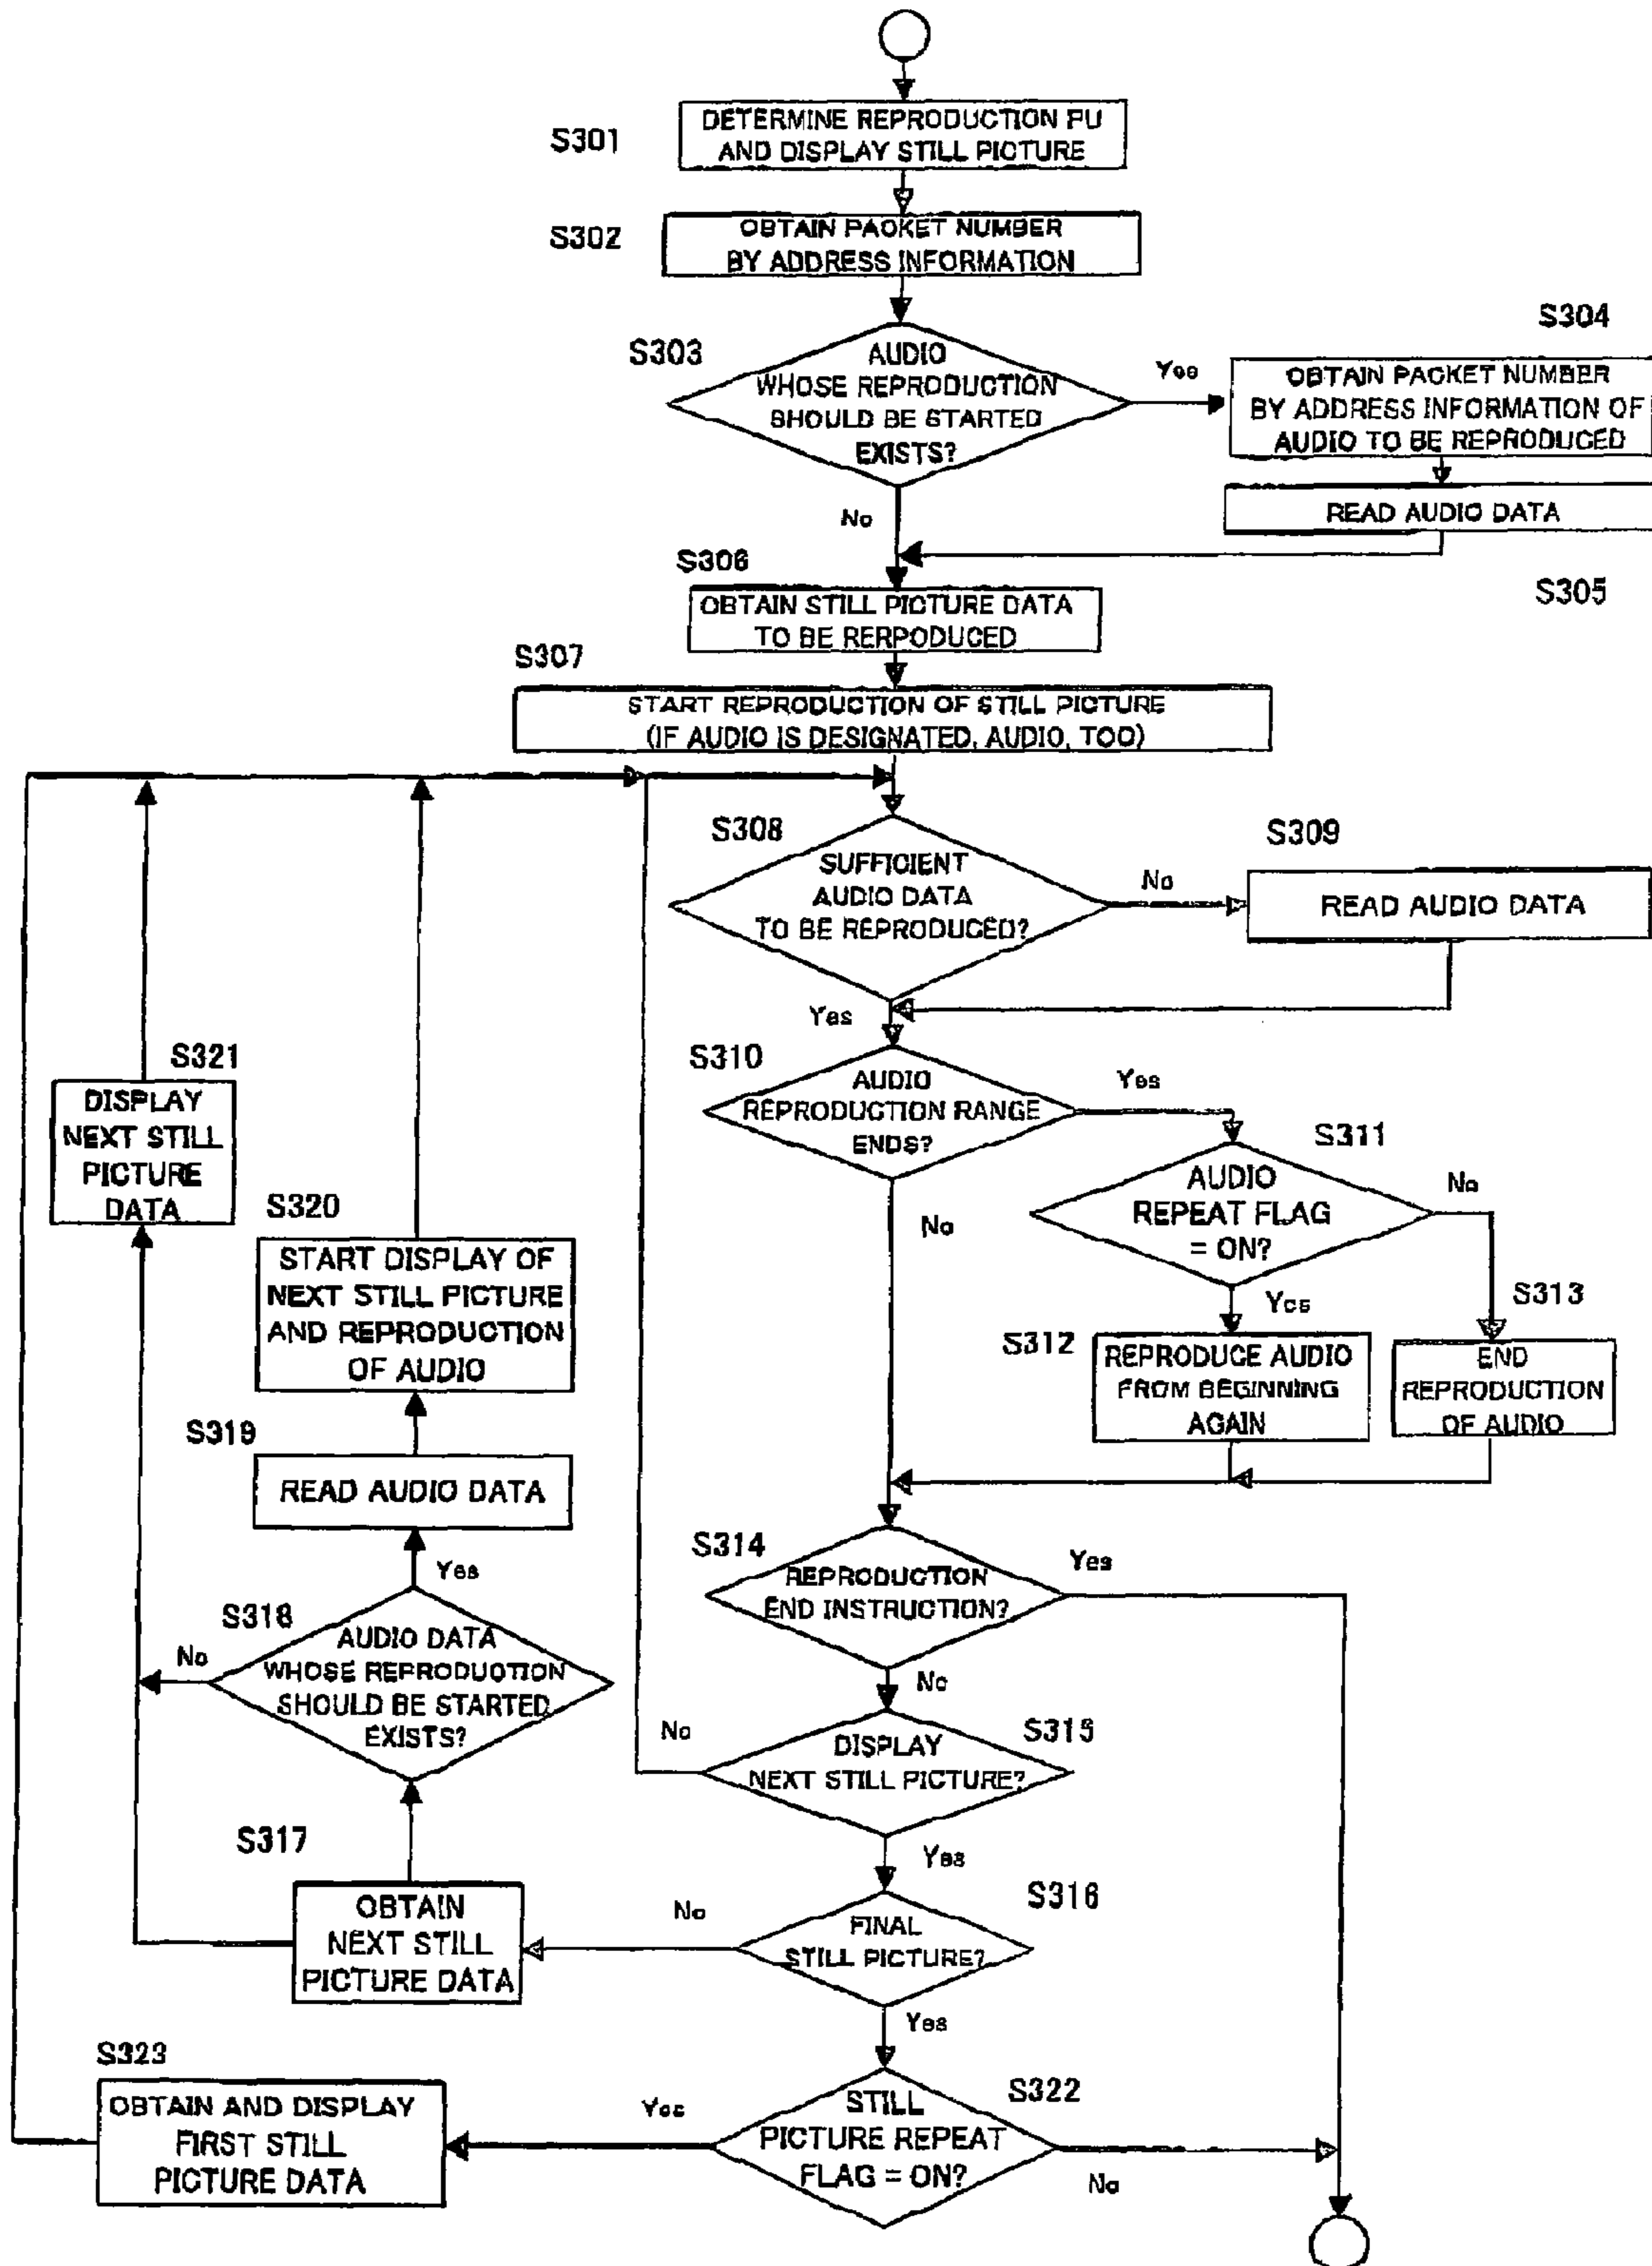 S301
DETERMINE REPRODUCTION PU
AND DISPLAY STILL PICTURE
S302
OBTAIN PACKET NUMBER
BY ADDRESS INFORMATION
S303
AUDIO
WHOSE REPRODUCTION
SHOULD BE STARTED
EXISTS?
Yes
S304
OBTAIN PACKET NUMBER
BY ADDRESS INFORMATION OF
AUDIO TO BE REPRODUCED
READ AUDIO DATA
S305
No
S306
OBTAIN STILL PICTURE DATA
TO BE RERPODUCED
S307
START REPRODUCTION OF STILL PICTURE
(IF AUDIO IS DESIGNATED, AUDIO, TOO)
S308
SUFFICIENT
AUDIO DATA
TO BE REPRODUCED?
No
S309
READ AUDIO DATA
Yes
S310
AUDIO
REPRODUCTION RANGE
ENDS?
Yes
No
S311
AUDIO
REPEAT FLAG
= ON?
No
Yes
S312
REPRODUCE AUDIO
FROM BEGINNING
AGAIN
S313
END
REPRODUCTION
OF AUDIO
S314
REPRODUCTION
END INSTRUCTION?
Yes
No
S315
DISPLAY
NEXT STILL PICTURE?
No
Yes
S316
FINAL
STILL PICTURE?
No
Yes
S317
OBTAIN
NEXT STILL
PICTURE DATA
S318
AUDIO DATA
WHOSE REPRODUCTION
SHOULD BE STARTED
EXISTS?
No
Yes
S319
READ AUDIO DATA
S320
START DISPLAY OF
NEXT STILL PICTURE
AND REPRODUCTION
OF AUDIO
S321
DISPLAY
NEXT STILL
PICTURE
DATA
S322
STILL
PICTURE REPEAT
FLAG = ON?
Yes
No
S323
OBTAIN AND DISPLAY
FIRST STILL
PICTURE DATA